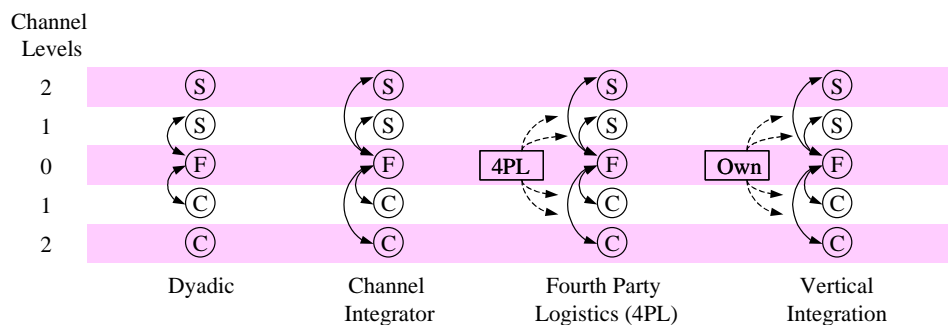 Channel
Levels
2 S S S S
1 S S S S
0 F F 4PL F Own F
1 C C C C
2 C C C C
Dyadic Channel Fourth Party Vertical
Integrator Logistics (4PL) Integration